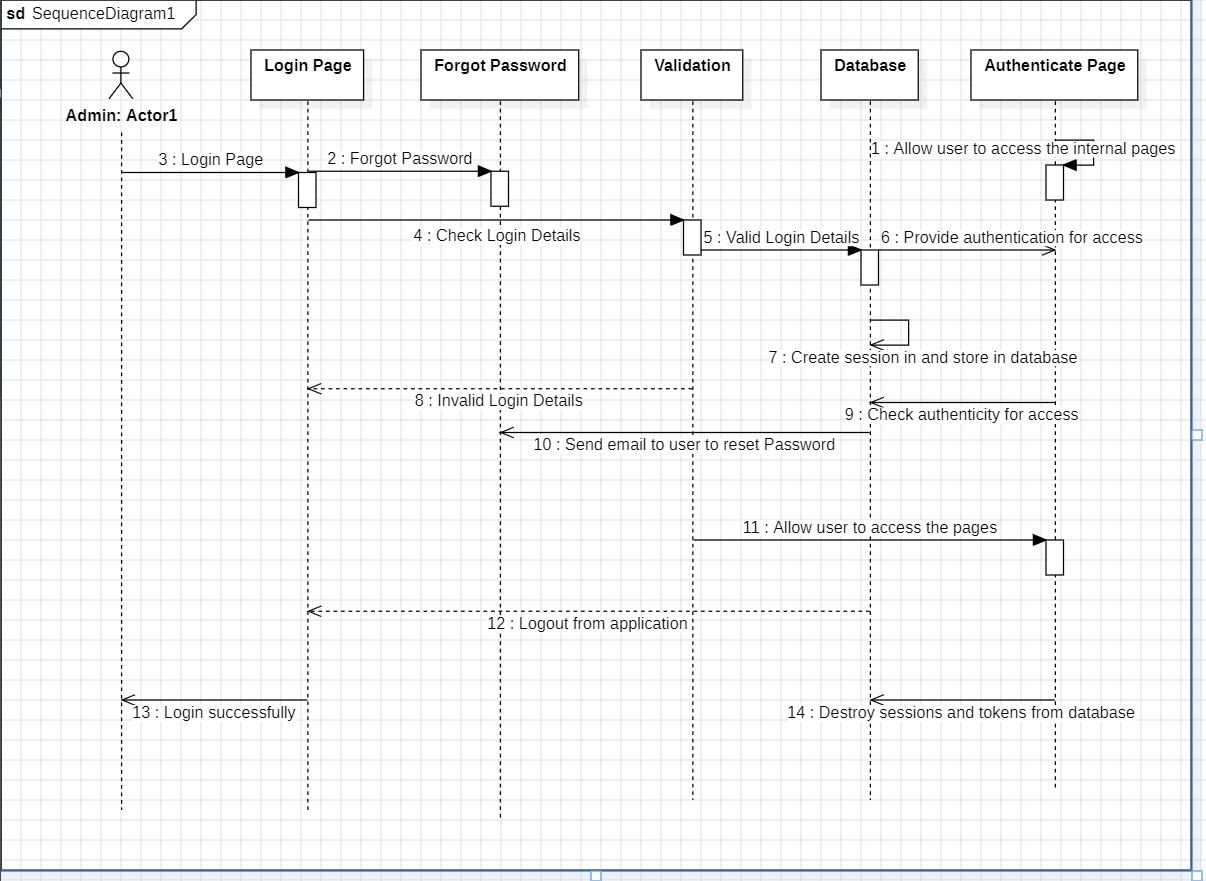 sd SequenceDiagram1
Login Page
Forgot Password
Validation
Database
Authenticate Page
Admin: Actor1
1 : Allow user to access the internal pages
3 : Login Page
2 : Forgot Password
4 : Check Login Details
5 : Valid Login Details
6 : Provide authentication for access
7 : Create session in and store in database
8 : Invalid Login Details
9 : Check authenticity for access
10 : Send email to user to reset Password
11 : Allow user to access the pages
12 : Logout from application
13 : Login successfully
14 : Destroy sessions and tokens from database